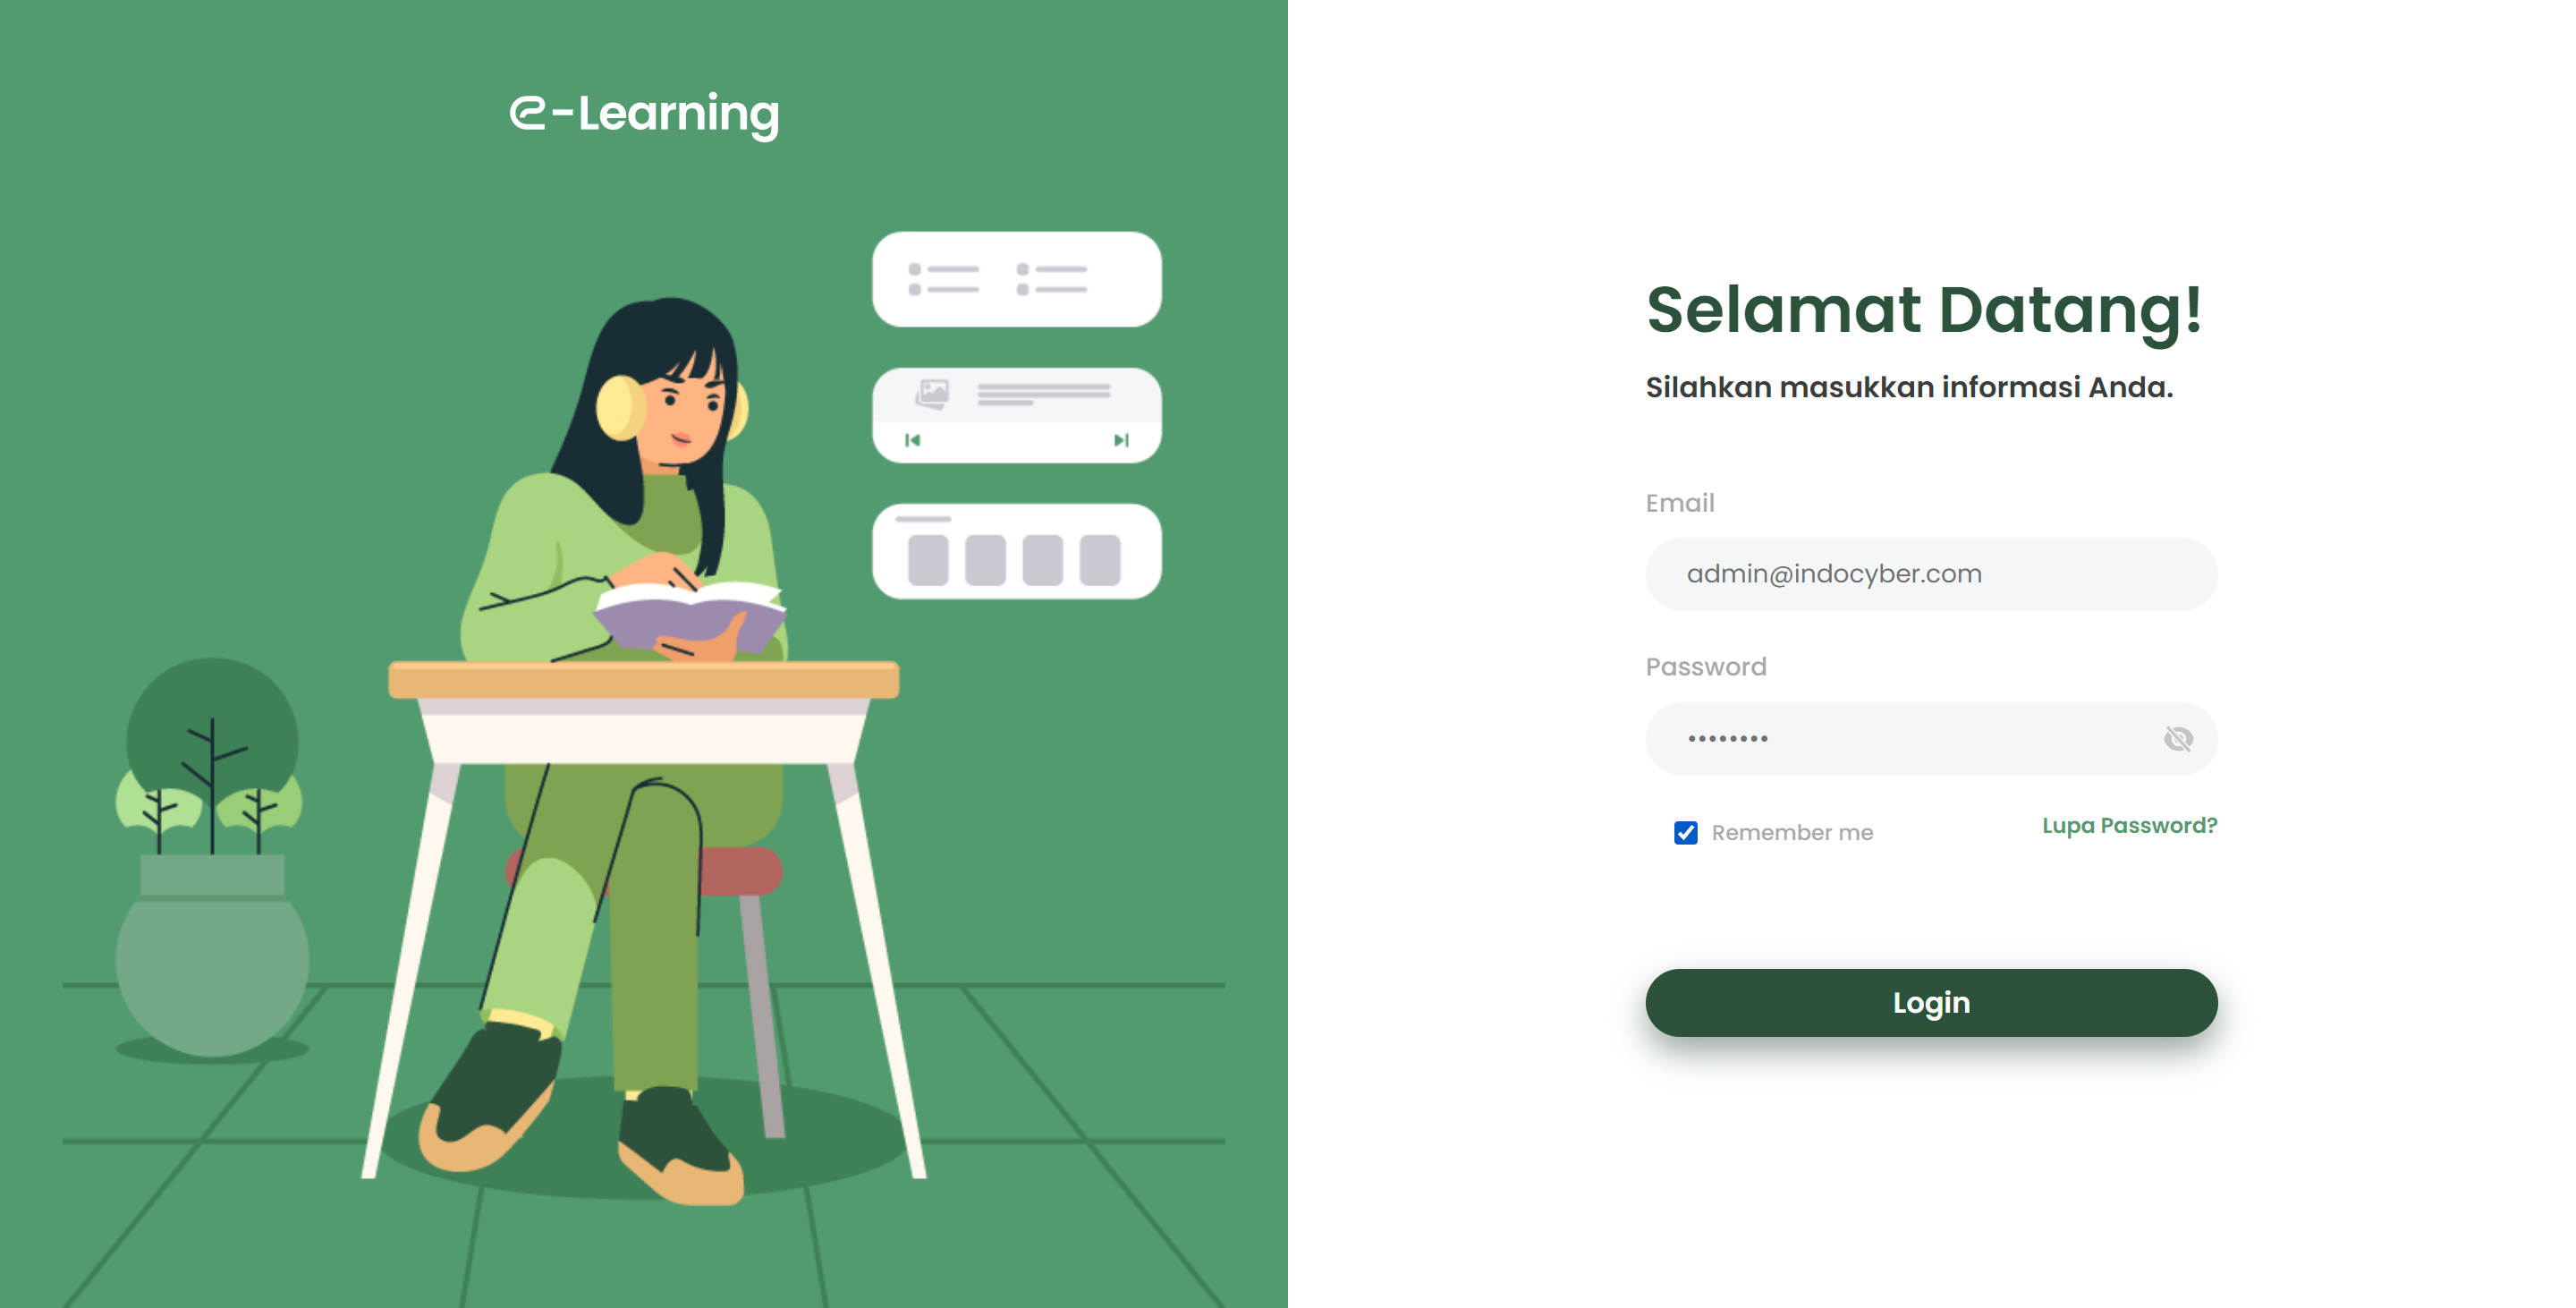 e-Learning
Selamat Datang!
Silahkan masukkan informasi Anda.
Email
admin@indocyber.com
Password
••••••••
Remember me
Lupa Password?
Login